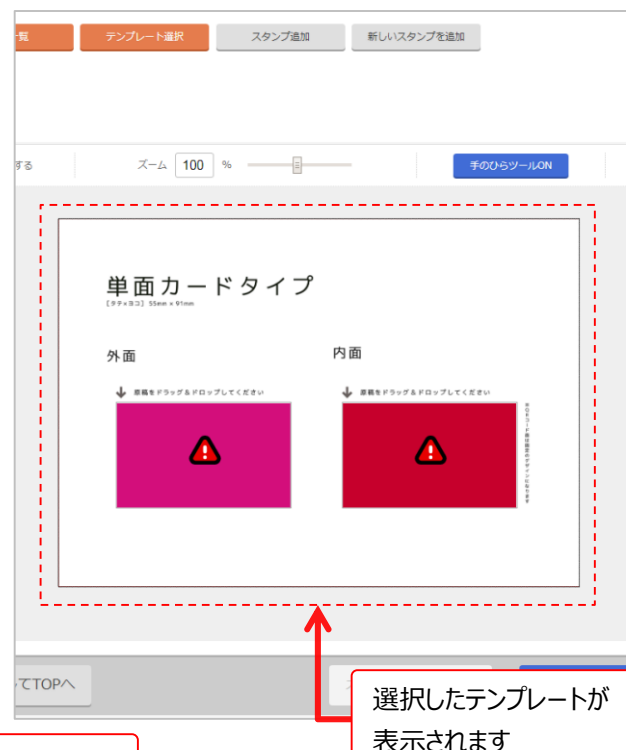 覧
テンプレート選択
スタンプ追加
新しいスタンプを追加
する
ズーム 100 %
手のひらツールON
単面カードタイプ
[タテ×ヨコ] 55mm × 91mm
外面
内面
原稿をドラッグ&ドロップしてください
原稿をドラッグ&ドロップしてください
てTOPへ
選択したテンプレートが
表示されます